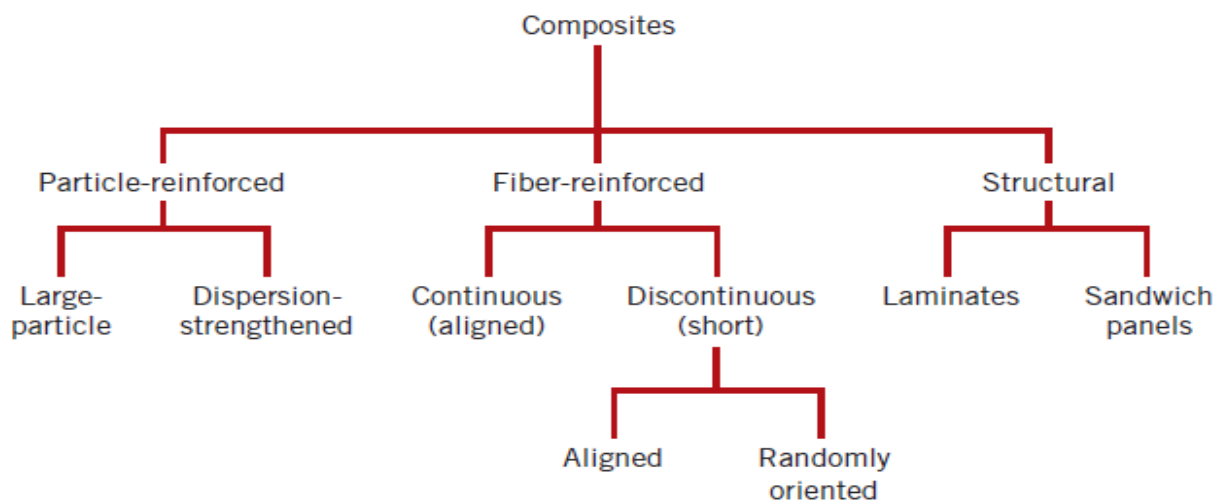 Composites
Particle-reinforced
Fiber-reinforced
Structural
Large-
particle
Dispersion-
strengthened
Continuous
(aligned)
Discontinuous
(short)
Laminates
Sandwich
panels
Aligned
Randomly
oriented